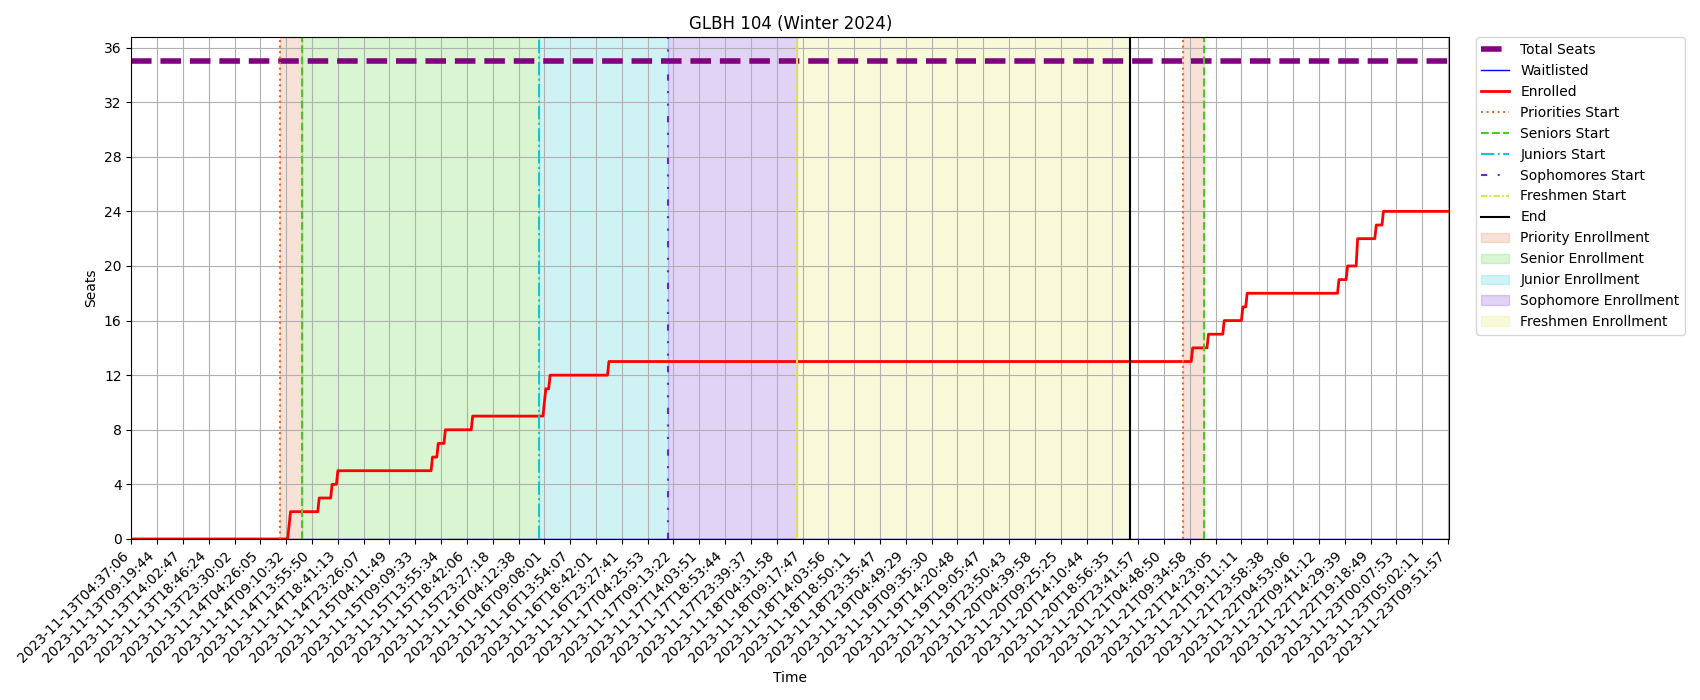 GLBH 104 (Winter 2024)
Total Seats
Waitlisted
Enrolled
Priorities Start
Seniors Start
Juniors Start
Sophomores Start
Freshmen Start
End
Priority Enrollment
Senior Enrollment
Junior Enrollment
Sophomore Enrollment
Freshmen Enrollment
Seats
36
32
28
24
20
16
12
8
4
0
2023-11-13T04:37:06
2023-11-13T09:19:44
2023-11-13T14:02:47
2023-11-13T18:46:24
2023-11-13T23:30:02
2023-11-14T04:26:05
2023-11-14T09:10:32
2023-11-14T13:55:50
2023-11-14T18:41:13
2023-11-14T23:26:07
2023-11-15T04:11:49
2023-11-15T09:09:33
2023-11-15T13:55:34
2023-11-15T18:42:06
2023-11-15T23:27:18
2023-11-16T04:12:38
2023-11-16T09:08:01
2023-11-16T13:54:07
2023-11-16T18:42:01
2023-11-16T23:27:41
2023-11-17T04:25:53
2023-11-17T09:13:22
2023-11-17T14:03:51
2023-11-17T18:53:44
2023-11-17T23:39:37
2023-11-18T04:31:58
2023-11-18T09:17:47
2023-11-18T14:03:56
2023-11-18T18:50:11
2023-11-18T23:35:47
2023-11-19T04:49:29
2023-11-19T09:35:30
2023-11-19T14:20:48
2023-11-19T19:05:47
2023-11-19T23:50:43
2023-11-20T04:39:58
2023-11-20T09:25:25
2023-11-20T14:10:44
2023-11-20T18:56:35
2023-11-20T23:41:57
2023-11-21T04:48:50
2023-11-21T09:34:58
2023-11-21T14:23:05
2023-11-21T19:11:11
2023-11-21T23:58:38
2023-11-22T04:53:06
2023-11-22T09:41:12
2023-11-22T14:29:39
2023-11-22T19:18:49
2023-11-23T00:07:53
2023-11-23T05:02:11
2023-11-23T09:51:57
Time